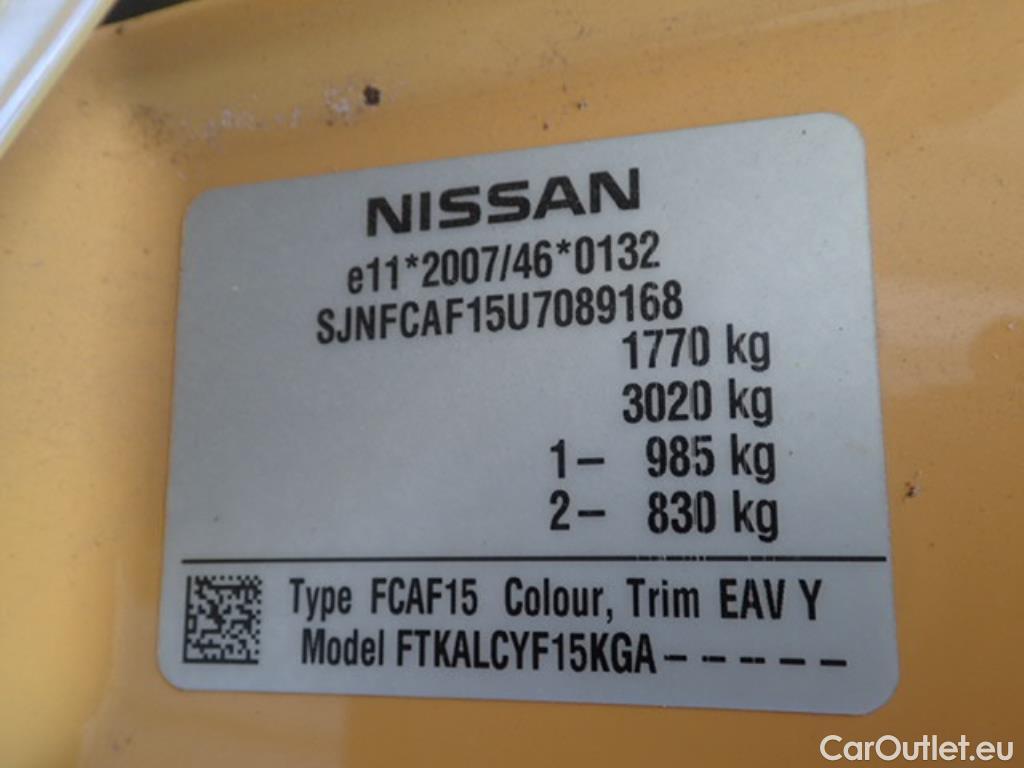 NISSAN
e11*2007/46*0132
SJNFCAF15U7089168
1770 kg
3020 kg
1– 985 kg
2– 830 kg
Type FCAF15 Colour, Trim EAV Y
Model FTKALCYF15KGA – – – – –
CarOutlet.eu